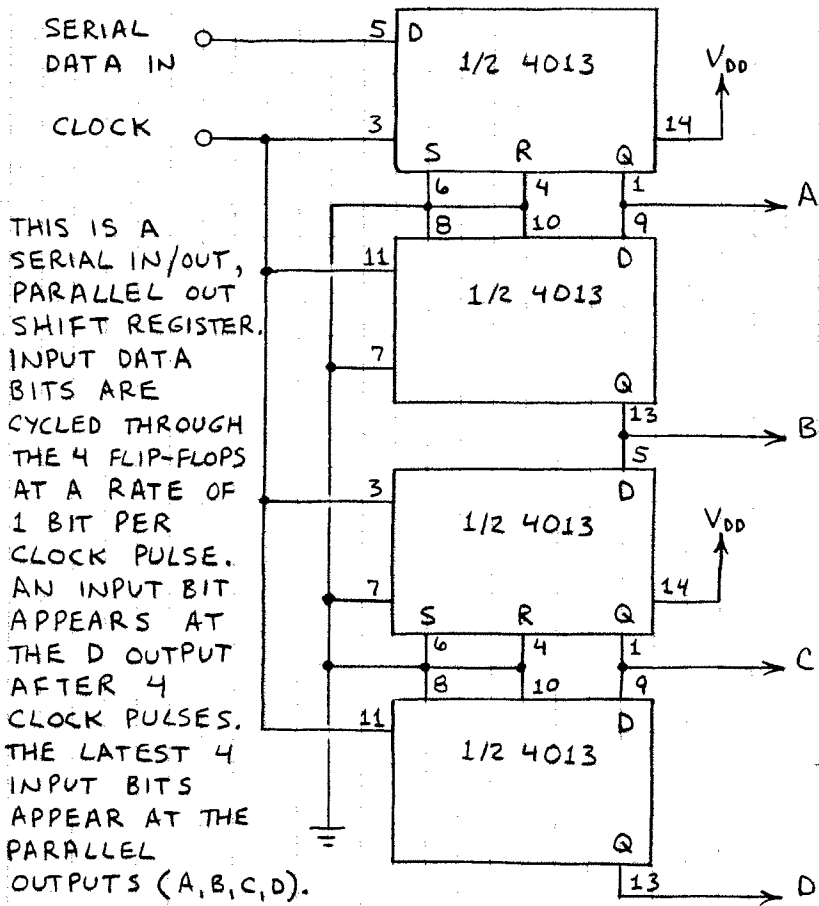 SERIAL
DATA IN
CLOCK
5 D
1/2 4013
3
14
VDD
S R Q
6 4 1
A
8 10 9
11
D
1/2 4013
7
Q
13
B
5
3
D
1/2 4013
VDD
7
14
S R Q
6 4 1
C
8 10 9
11
D
1/2 4013
Q
13
D
THIS IS A
SERIAL IN/OUT,
PARALLEL OUT
SHIFT REGISTER.
INPUT DATA
BITS ARE
CYCLED THROUGH
THE 4 FLIP-FLOPS
AT A RATE OF
1 BIT PER
CLOCK PULSE.
AN INPUT BIT
APPEARS AT
THE D OUTPUT
AFTER 4
CLOCK PULSES.
THE LATEST 4
INPUT BITS
APPEAR AT THE
PARALLEL
OUTPUTS (A,B,C,D).